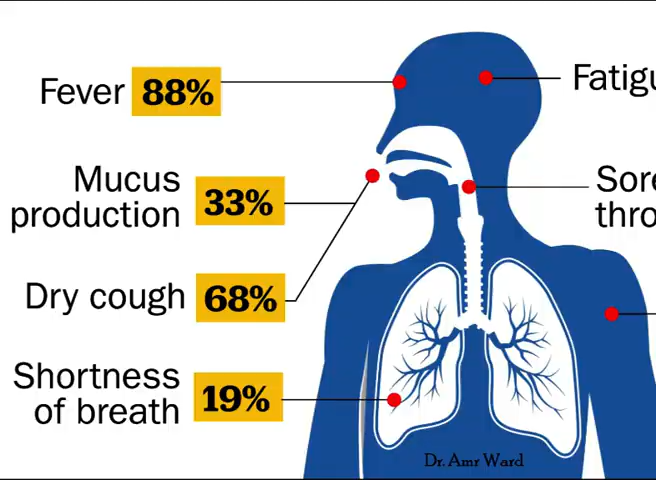 Fever 88%
Mucus
production 33%
Dry cough 68%
Shortness
of breath 19%
Fatigu
Sore
thro
Dr. Amr Ward